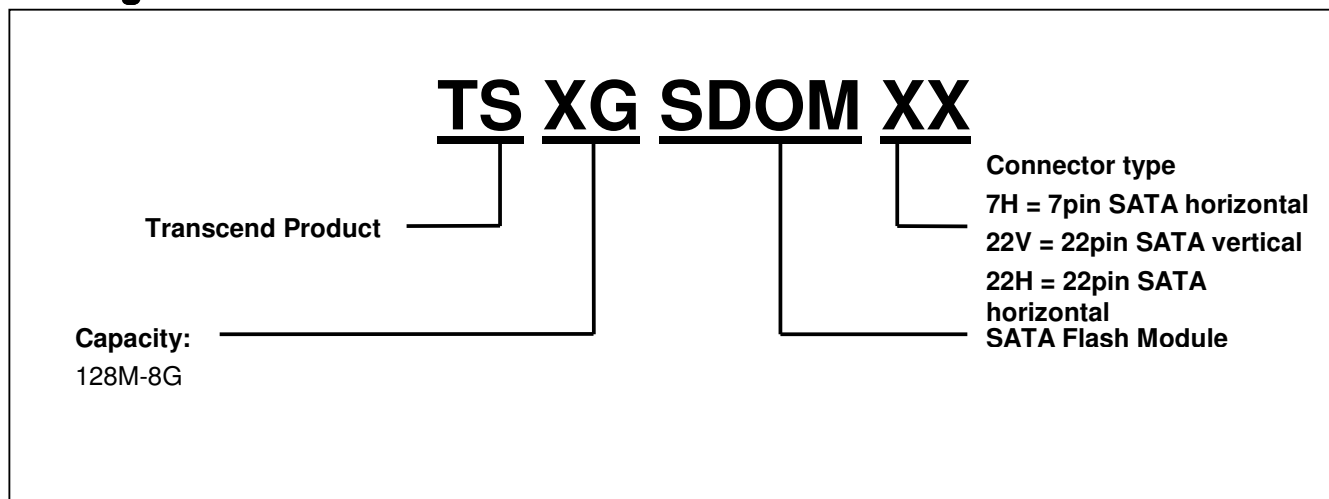 TS XG SDOM XX
Connector type
7H = 7pin SATA horizontal
Transcend Product
22V = 22pin SATA vertical
22H = 22pin SATA
horizontal
SATA Flash Module
Capacity:
128M-8G